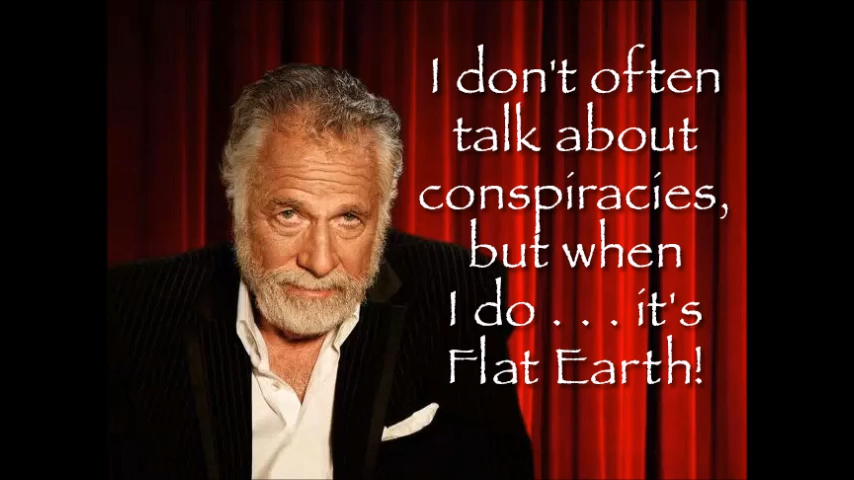 I don't often
talk about
conspiracies,
but when
I do . . . it's
Flat Earth!